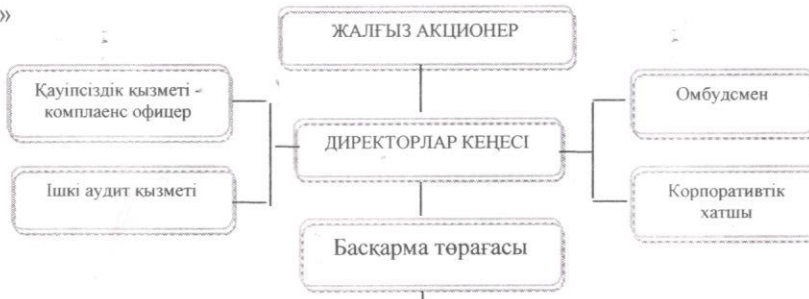 »
ЖАЛҒЫЗ АКЦИОНЕР
Қауіпсіздік қызметі -
комплаенс офицер
Омбудсмен
ДИРЕКТОРЛАР КЕҢЕСІ
Ішкі аудит қызметі
Корпоративтік
хатшы
Басқарма төрағасы